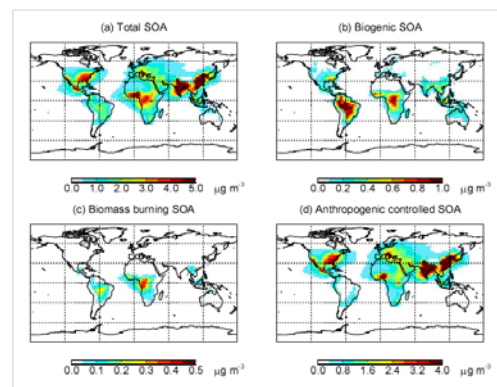 (a) Total SOA
(b) Biogenic SOA
0.0 1.0 2.0 3.0 4.0 5.0 μg m⁻³
0.0 0.2 0.4 0.6 0.8 1.0 μg m⁻³
(c) Biomass burning SOA
(d) Anthropogenic controlled SOA
0.0 0.1 0.2 0.3 0.4 0.5 μg m⁻³
0.0 0.8 1.6 2.4 3.2 4.0 μg m⁻³